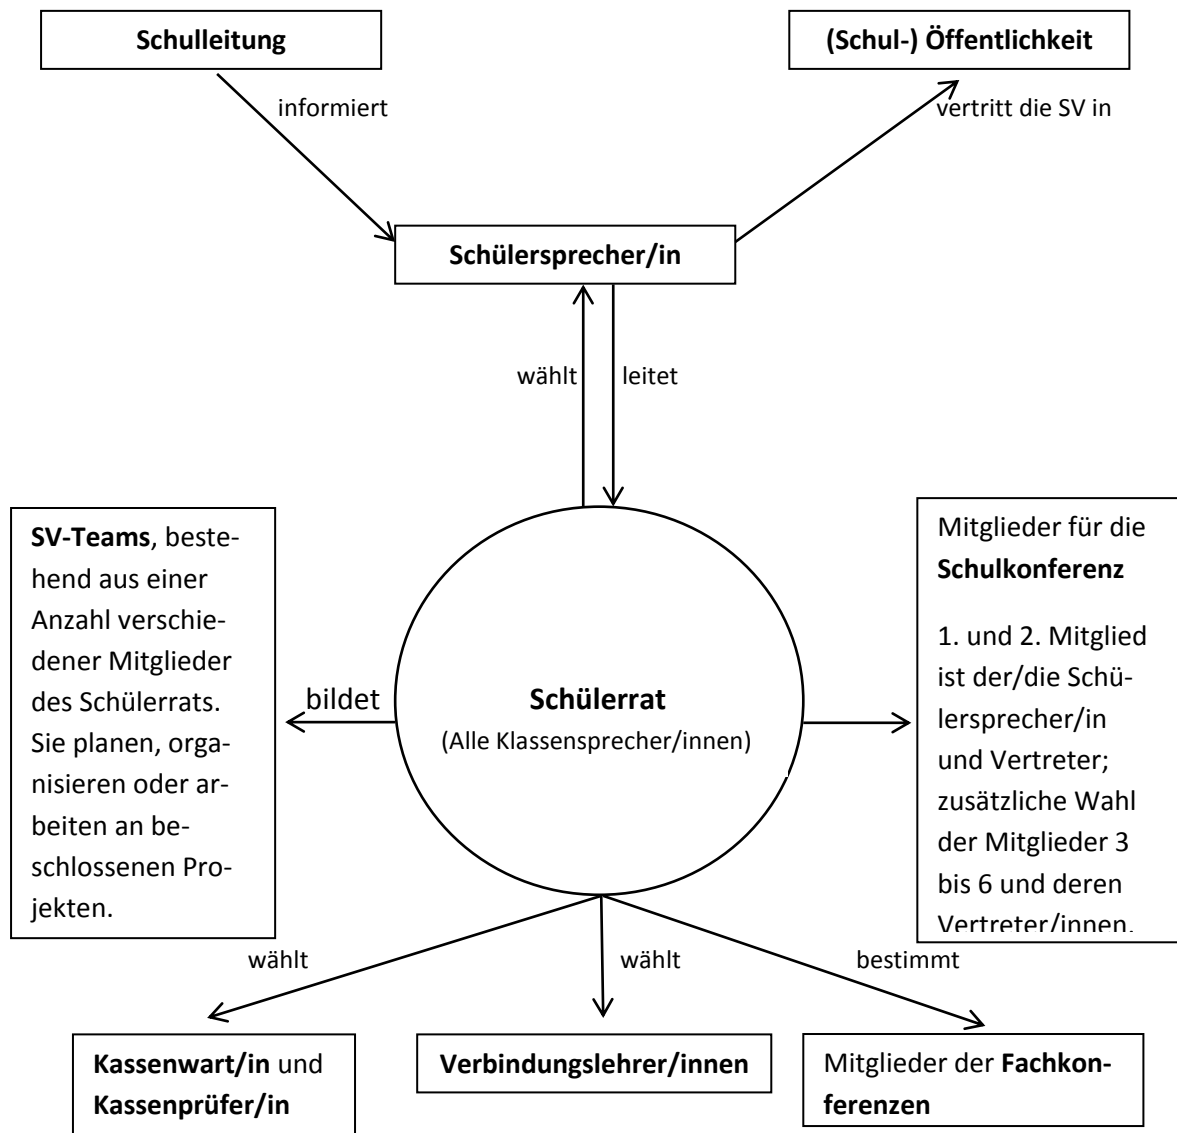 Schulleitung
(Schul-) Öffentlichkeit
informiert
vertritt die SV in
Schülersprecher/in
wählt
leitet
SV-Teams, beste-
hend aus einer
Anzahl verschie-
dener Mitglieder
des Schülerrats.
Sie planen, orga-
nisieren oder ar-
beiten an be-
schlossenen Pro-
jekten.
bildet
Schülerrat
(Alle Klassensprecher/innen)
Mitglieder für die
Schulkonferenz
1. und 2. Mitglied
ist der/die Schü-
lersprecher/in
und Vertreter;
zusätzliche Wahl
der Mitglieder 3
bis 6 und deren
Vertreter/innen.
wählt
wählt
bestimmt
Kassenwart/in und
Kassenprüfer/in
Verbindungslehrer/innen
Mitglieder der Fachkon-
ferenzen